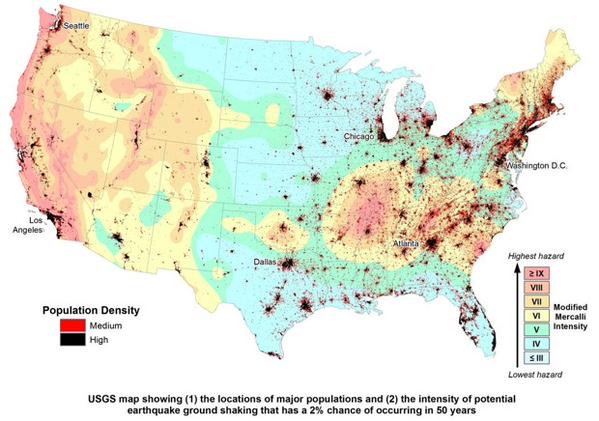 Seattle
Chicago
Washington D.C.
Los
Angeles
Atlanta
Dallas
Highest hazard
≥ IX
VIII
VII
VI
V
IV
≤ III
Modified
Mercalli
Intensity
Lowest hazard
Population Density
Medium
High
USGS map showing (1) the locations of major populations and (2) the intensity of potential
earthquake ground shaking that has a 2% chance of occurring in 50 years